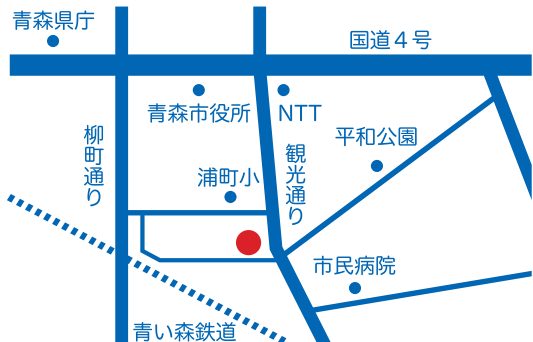 青森県庁
国道４号
青森市役所
NTT
柳町通り
観光通り
平和公園
浦町小
市民病院
青い森鉄道